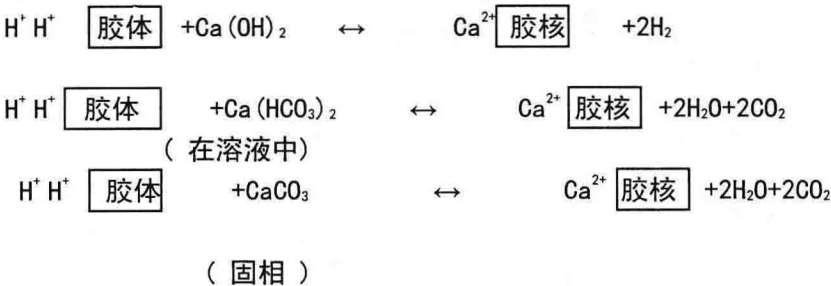 H⁺ H⁺ 胶体 +Ca(OH)₂ ↔ Ca²⁺ 胶核 +2H₂
H⁺ H⁺ 胶体 +Ca(HCO₃)₂ ↔ Ca²⁺ 胶核 +2H₂O+2CO₂
( 在溶液中)
H⁺ H⁺ 胶体 +CaCO₃ ↔ Ca²⁺ 胶核 +2H₂O+2CO₂
( 固相 )